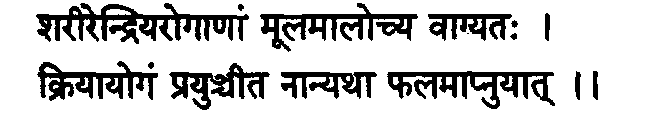 शरीरेन्द्रियरोगाणां मूलमालोच्य वाग्यतः ।
क्रियायोगं प्रयुञ्चीत नान्यथा फलमाप्नुयात् ।।